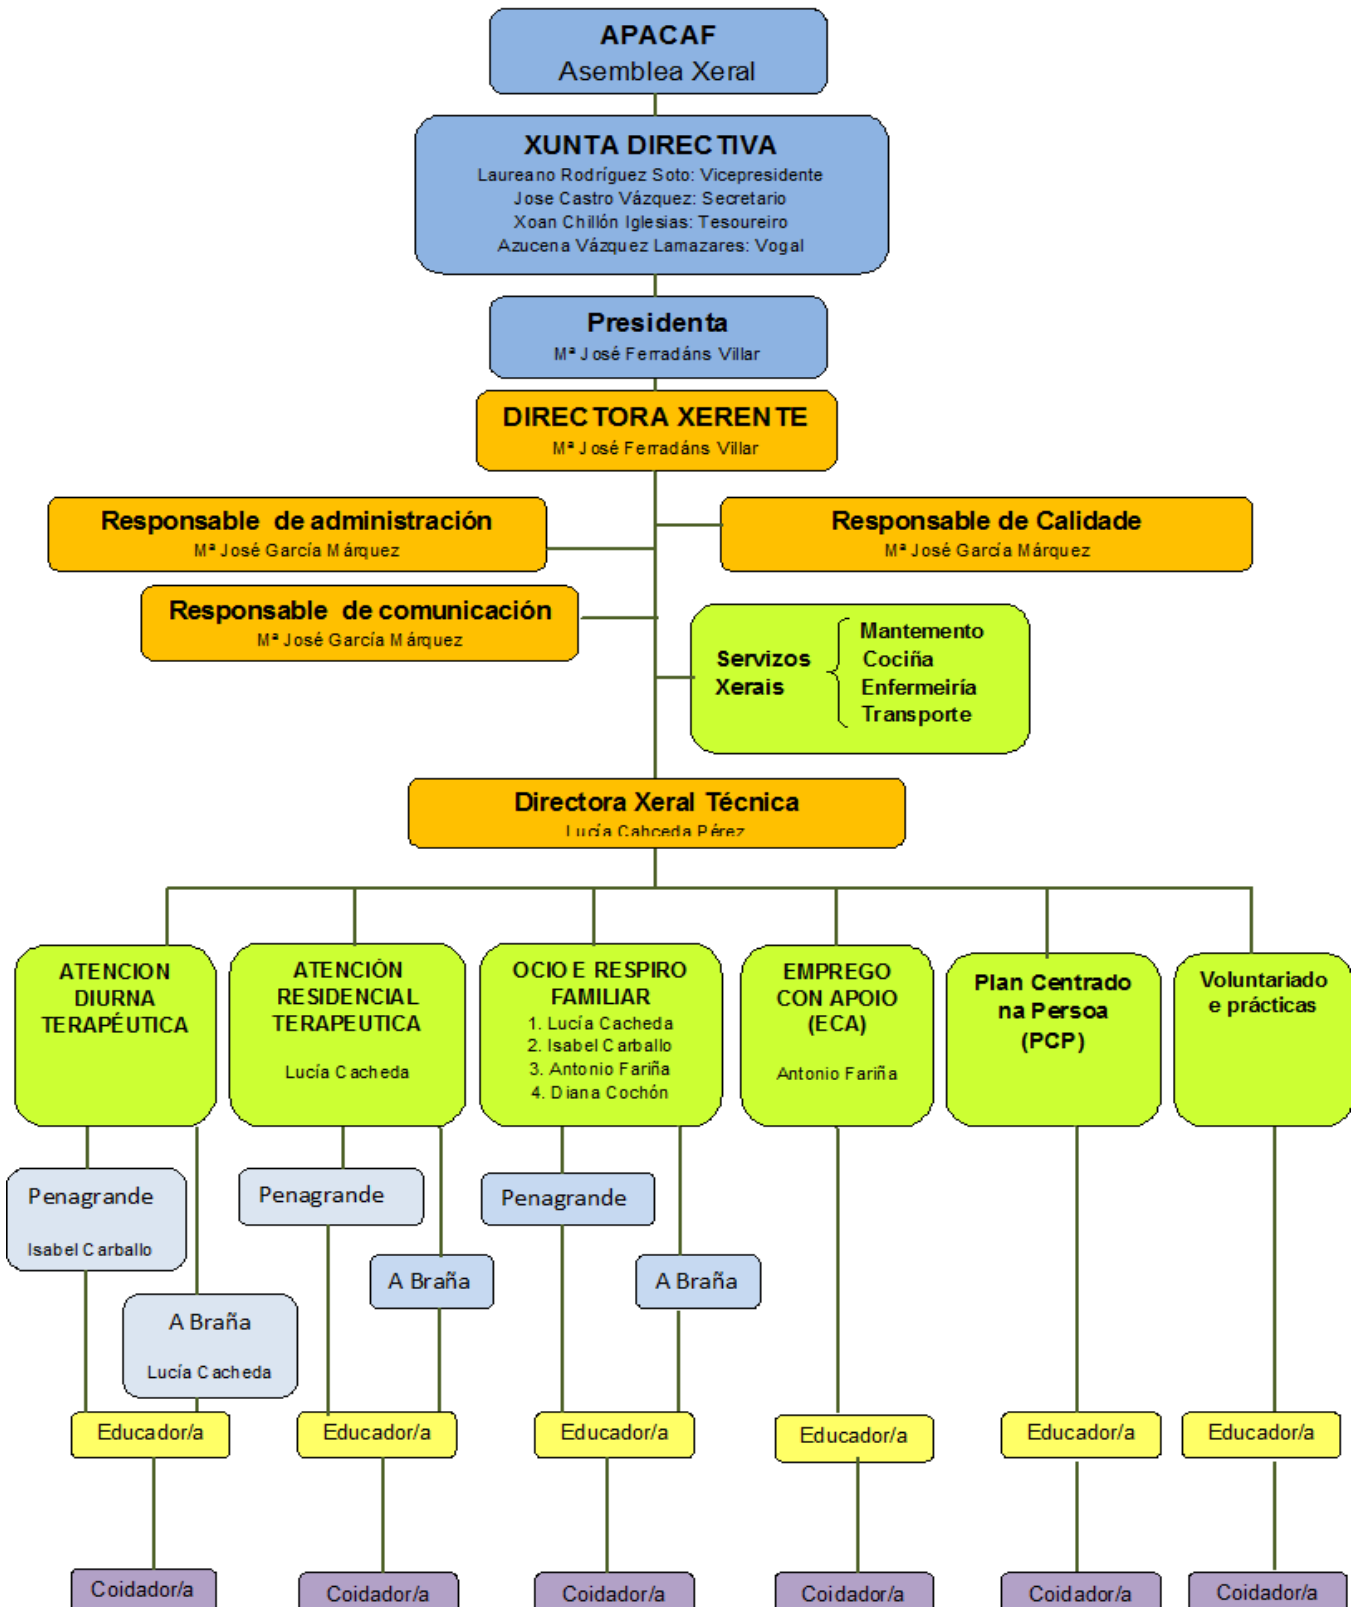 APACAF
Asemblea Xeral
XUNTA DIRECTIVA
Laureano Rodríguez Soto: Vicepresidente
Jose Castro Vázquez: Secretario
Xoan Chillón Iglesias: Tesoureiro
Azucena Vázquez Lamazares: Vogal
Presidenta
Mª José Ferradáns Villar
DIRECTORA XERENTE
Mª José Ferradáns Villar
Responsable de administración
Mª José García Márquez
Responsable de Calidade
Mª José García Márquez
Responsable de comunicación
Mª José García Márquez
Servizos
Xerais
Mantemento
Cociña
Enfermeiría
Transporte
Directora Xeral Técnica
Lucía Cahceda Pérez
ATENCION
DIURNA
TERAPÉUTICA
ATENCIÓN
RESIDENCIAL
TERAPEUTICA
Lucía Cacheda
OCIO E RESPIRO
FAMILIAR
1. Lucía Cacheda
2. Isabel Carballo
3. Antonio Fariña
4. Diana Cochón
EMPREGO
CON APOIO
(ECA)
Antonio Fariña
Plan Centrado
na Persoa
(PCP)
Voluntariado
e prácticas
Penagrande
Isabel Carballo
A Braña
Lucía Cacheda
Penagrande
A Braña
Penagrande
A Braña
Educador/a
Educador/a
Educador/a
Educador/a
Educador/a
Educador/a
Coidador/a
Coidador/a
Coidador/a
Coidador/a
Coidador/a
Coidador/a